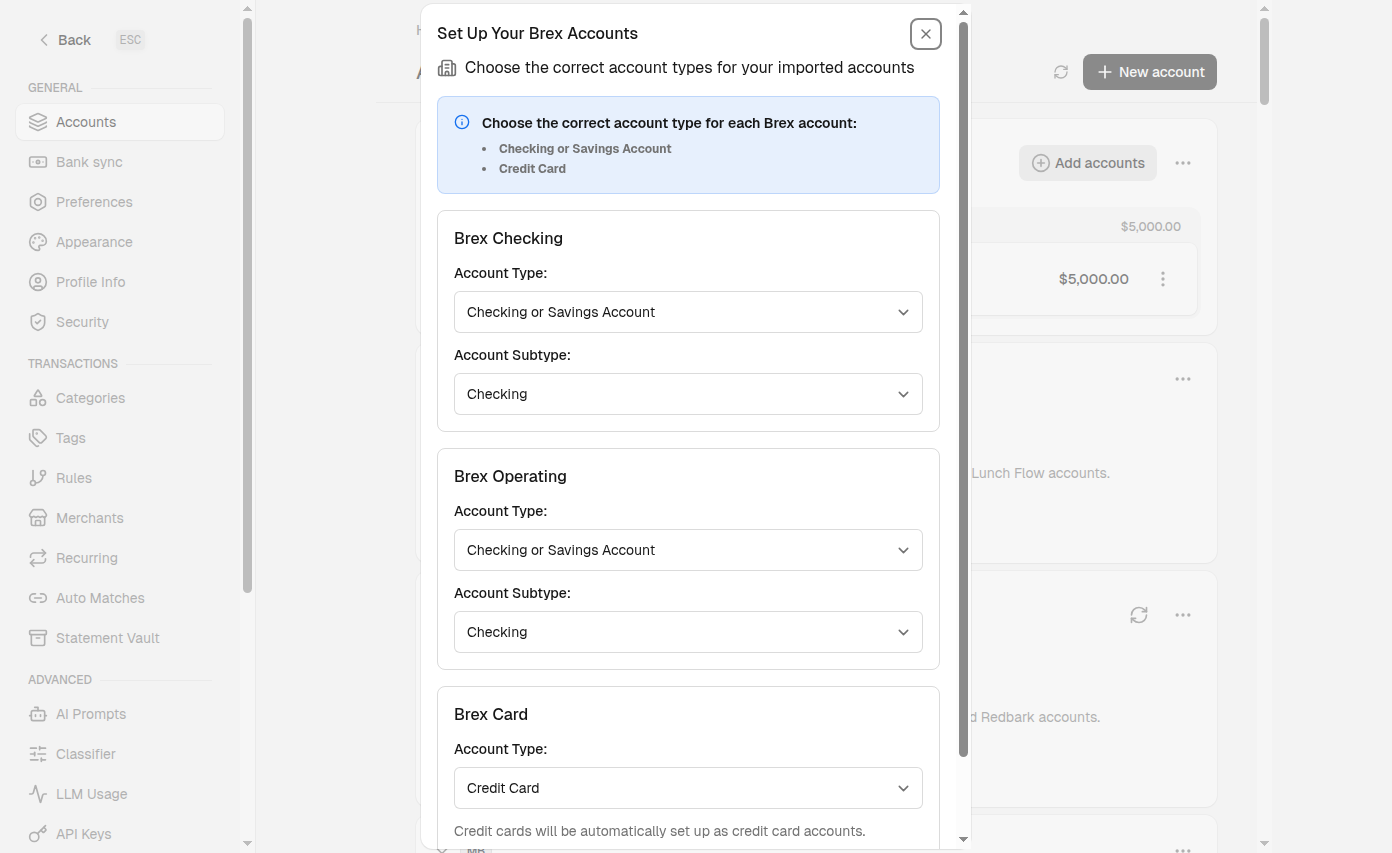 Back
ESC
GENERAL
Accounts
Bank sync
Preferences
Appearance
Profile Info
Security
TRANSACTIONS
Categories
Tags
Rules
Merchants
Recurring
Auto Matches
Statement Vault
ADVANCED
AI Prompts
Classifier
LLM Usage
API Keys
Set Up Your Brex Accounts
Choose the correct account types for your imported accounts
Choose the correct account type for each Brex account:
• Checking or Savings Account
• Credit Card
Brex Checking
Account Type:
Checking or Savings Account
Account Subtype:
Checking
Brex Operating
Account Type:
Checking or Savings Account
Account Subtype:
Checking
Brex Card
Account Type:
Credit Card
Credit cards will be automatically set up as credit card accounts.
New account
Add accounts
$5,000.00
$5,000.00
Lunch Flow accounts.
Redbark accounts.